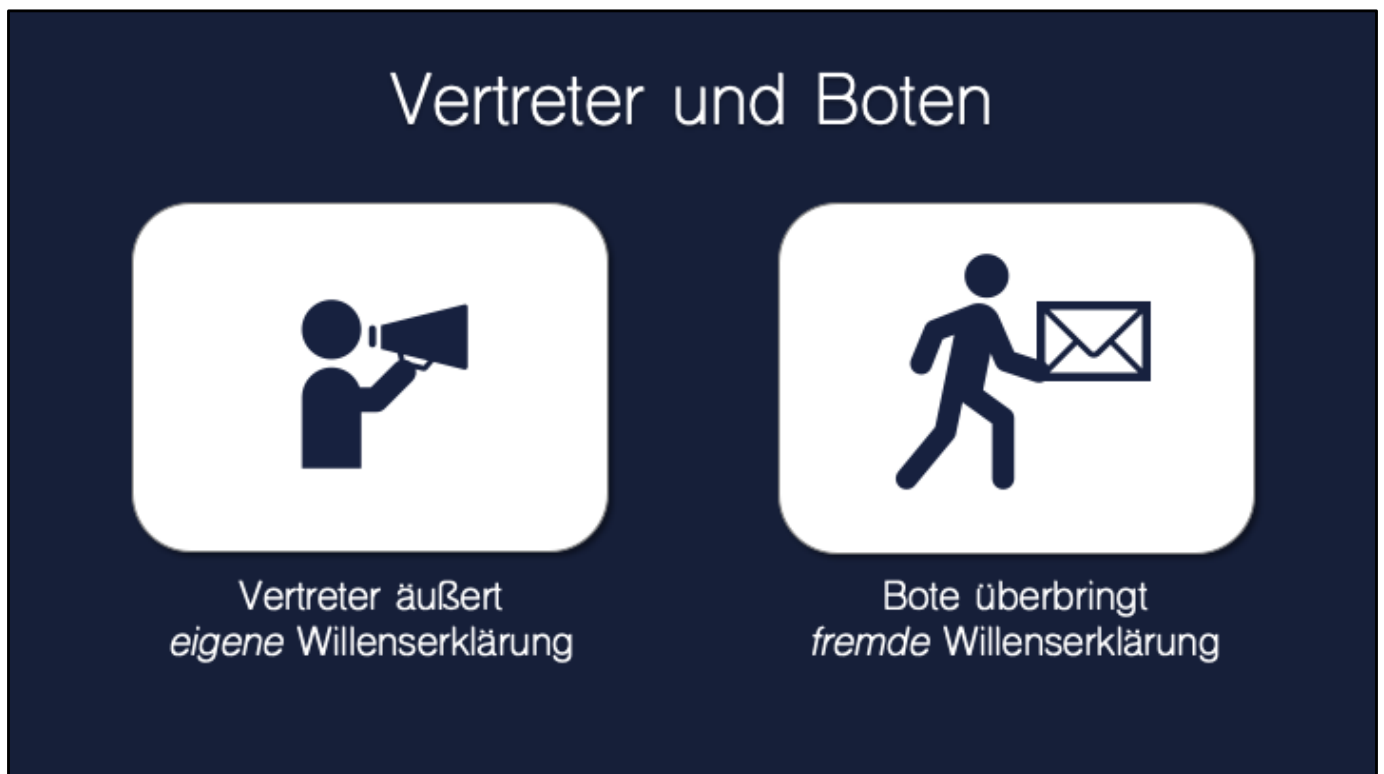 Vertreter und Boten
Vertreter äußert
eigene Willenserklärung
Bote überbringt
fremde Willenserklärung